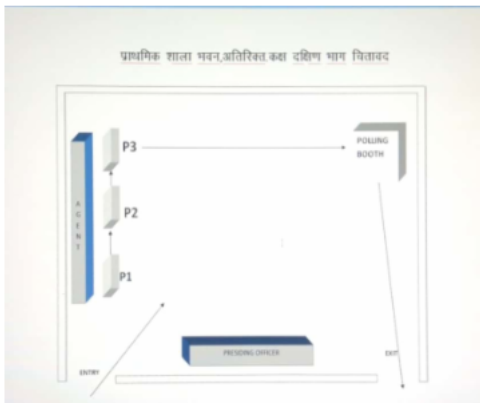 प्राथमिक शाला भवन,अतिरिक्त,कक्ष दक्षिण भाग चितावद
P3
POLLING
BOOTH
AGENT
P2
P1
PRESIDING OFFICER
EXIT
ENTRY